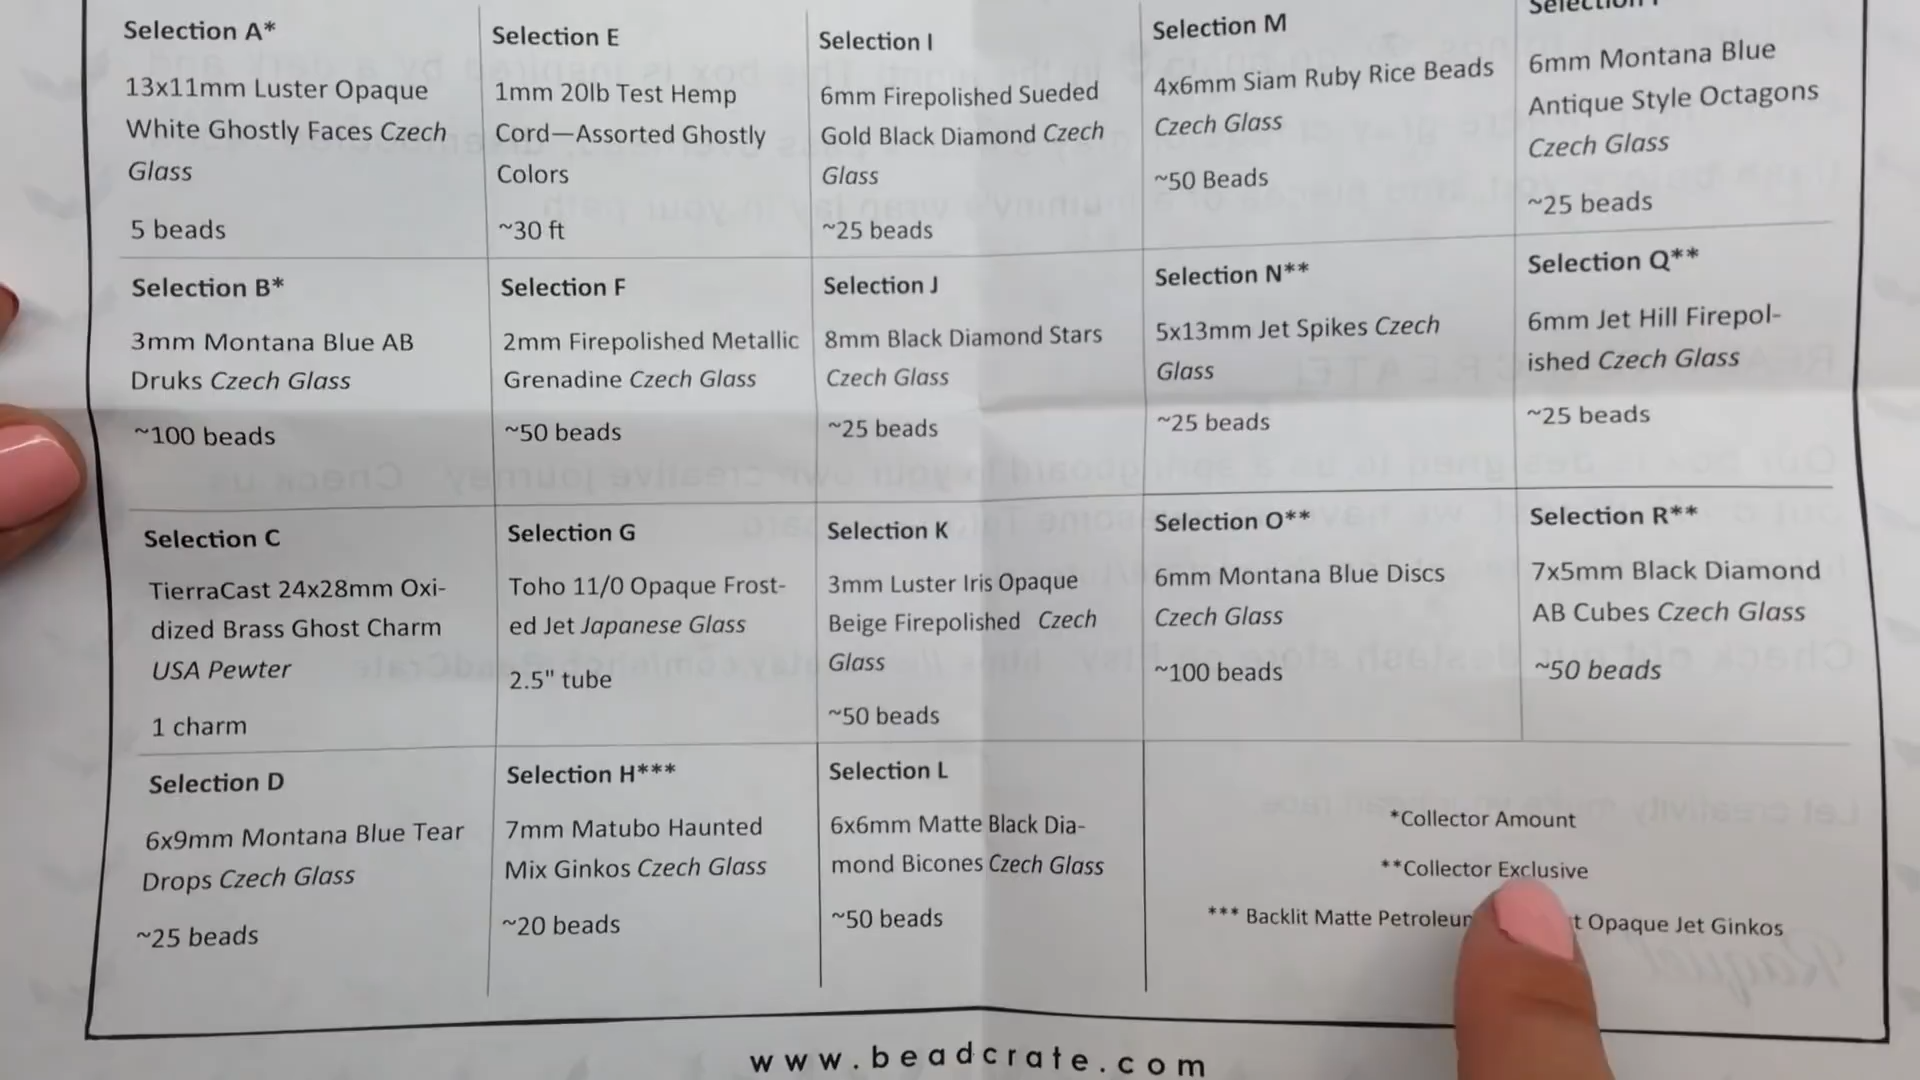 Selection A*
13x11mm Luster Opaque
White Ghostly Faces Czech
Glass
5 beads
Selection B*
3mm Montana Blue AB
Druks Czech Glass
~100 beads
Selection C
TierraCast 24x28mm Oxi-
dized Brass Ghost Charm
USA Pewter
1 charm
Selection D
6x9mm Montana Blue Tear
Drops Czech Glass
~25 beads
Selection E
1mm 20lb Test Hemp
Cord—Assorted Ghostly
Colors
~30 ft
Selection F
2mm Firepolished Metallic
Grenadine Czech Glass
~50 beads
Selection G
Toho 11/0 Opaque Frost-
ed Jet Japanese Glass
2.5" tube
Selection H***
7mm Matubo Haunted
Mix Ginkos Czech Glass
~20 beads
Selection I
6mm Firepolished Sueded
Gold Black Diamond Czech
Glass
~25 beads
Selection J
8mm Black Diamond Stars
Czech Glass
~25 beads
Selection K
3mm Luster Iris Opaque
Beige Firepolished Czech
Glass
~50 beads
Selection L
6x6mm Matte Black Dia-
mond Bicones Czech Glass
~50 beads
Selection M
4x6mm Siam Ruby Rice Beads
Czech Glass
~50 Beads
Selection N**
5x13mm Jet Spikes Czech
Glass
~25 beads
Selection O**
6mm Montana Blue Discs
Czech Glass
~100 beads
Selection
6mm Montana Blue
Antique Style Octagons
Czech Glass
~25 beads
Selection Q**
6mm Jet Hill Firepol-
ished Czech Glass
~25 beads
Selection R**
7x5mm Black Diamond
AB Cubes Czech Glass
~50 beads
*Collector Amount
**Collector Exclusive
*** Backlit Matte Opaque Jet Ginkos
www.beadcrate.com